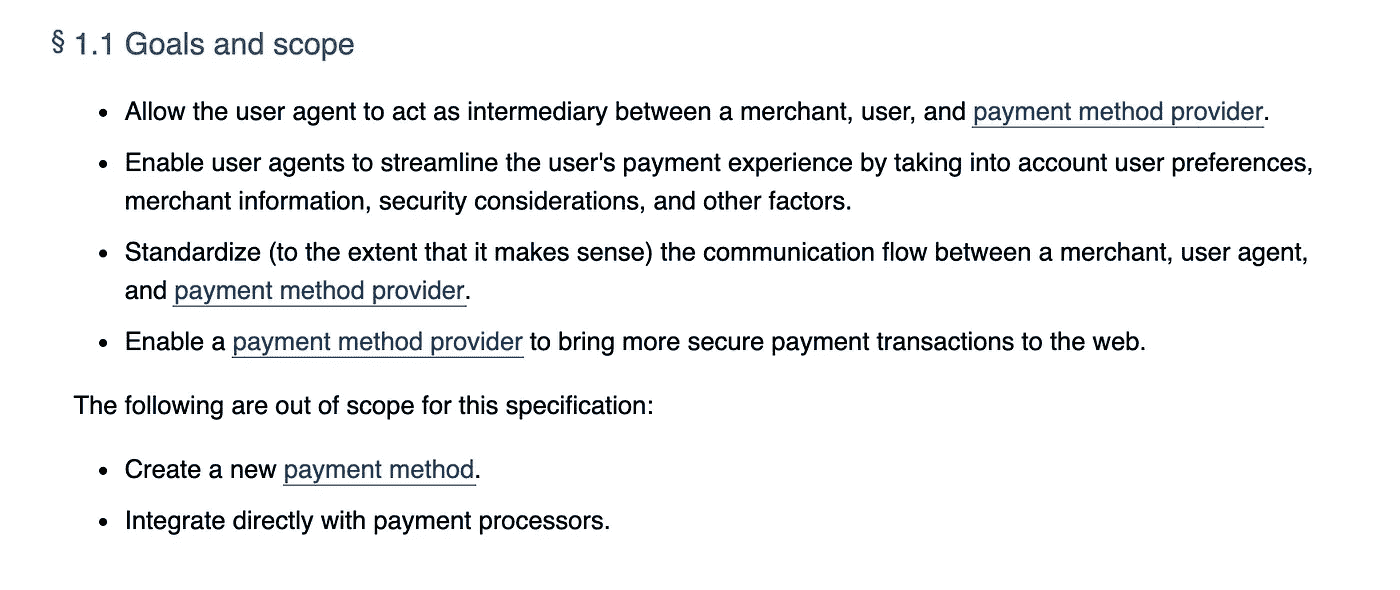 § 1.1 Goals and scope
• Allow the user agent to act as intermediary between a merchant, user, and payment method provider.
• Enable user agents to streamline the user's payment experience by taking into account user preferences,
merchant information, security considerations, and other factors.
• Standardize (to the extent that it makes sense) the communication flow between a merchant, user agent,
and payment method provider.
• Enable a payment method provider to bring more secure payment transactions to the web.
The following are out of scope for this specification:
• Create a new payment method.
• Integrate directly with payment processors.